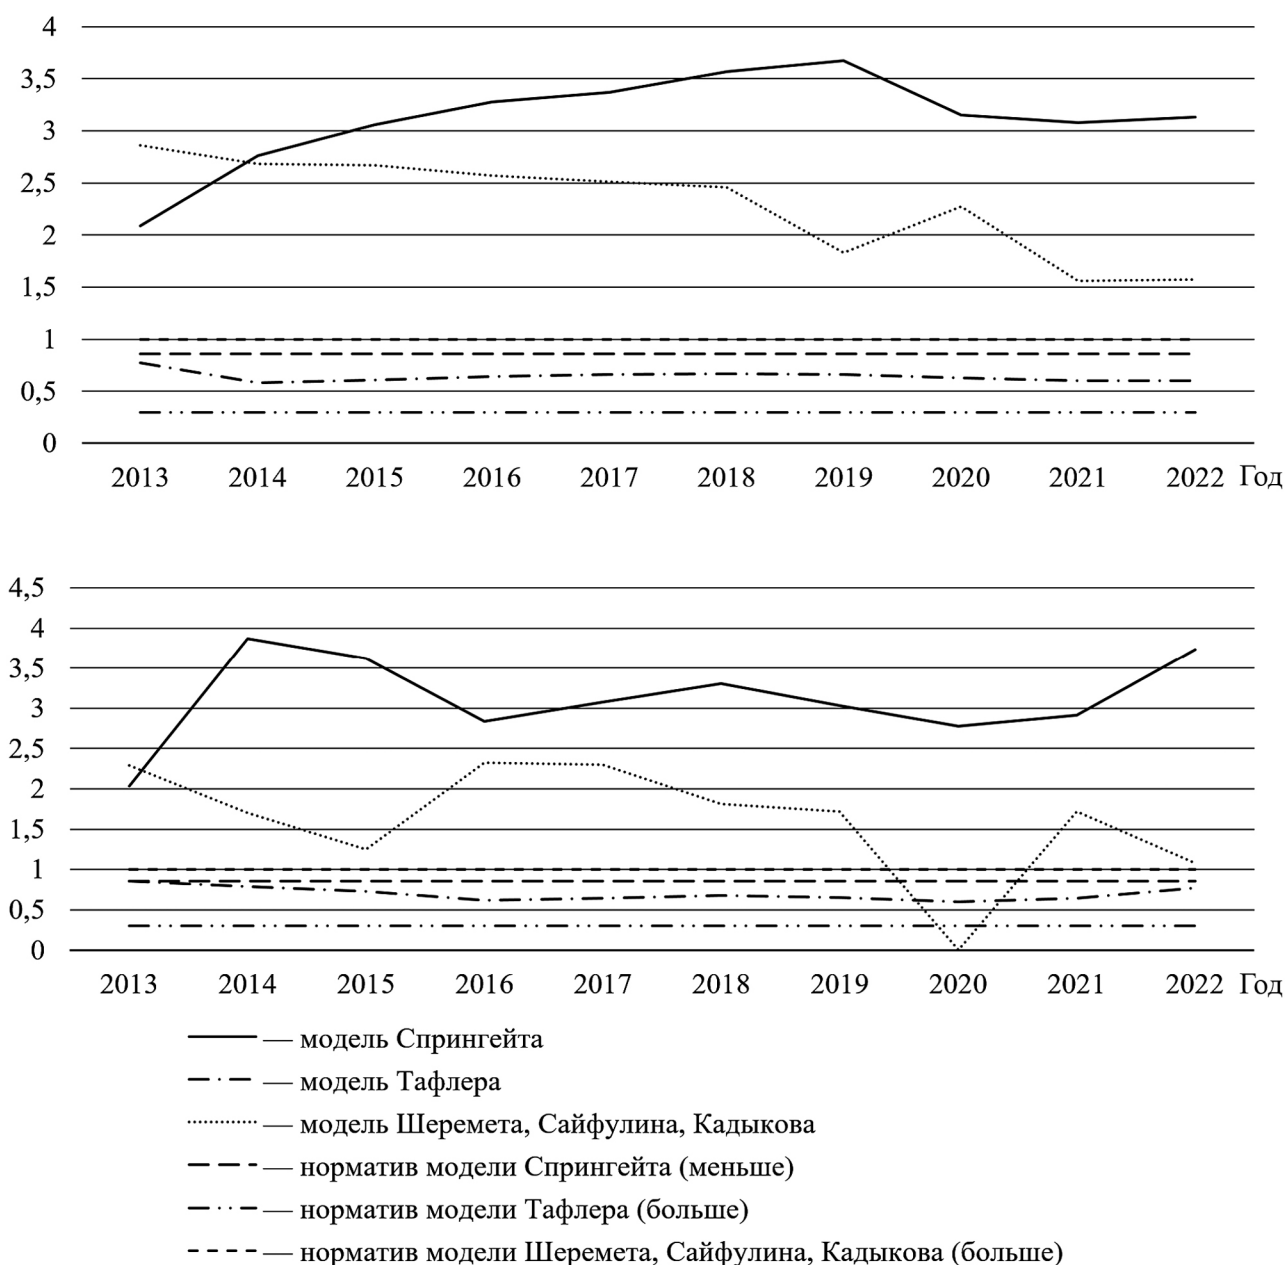 4
3,5
3
2,5
2
1,5
1
0,5
0
2013 2014 2015 2016 2017 2018 2019 2020 2021 2022 Год
4,5
4
3,5
3
2,5
2
1,5
1
0,5
0
2013 2014 2015 2016 2017 2018 2019 2020 2021 2022 Год
— модель Спрингейта
— модель Тафлера
— модель Шеремета, Сайфулина, Кадыкова
— норматив модели Спрингейта (меньше)
— норматив модели Тафлера (больше)
— норматив модели Шеремета, Сайфулина, Кадыкова (больше)